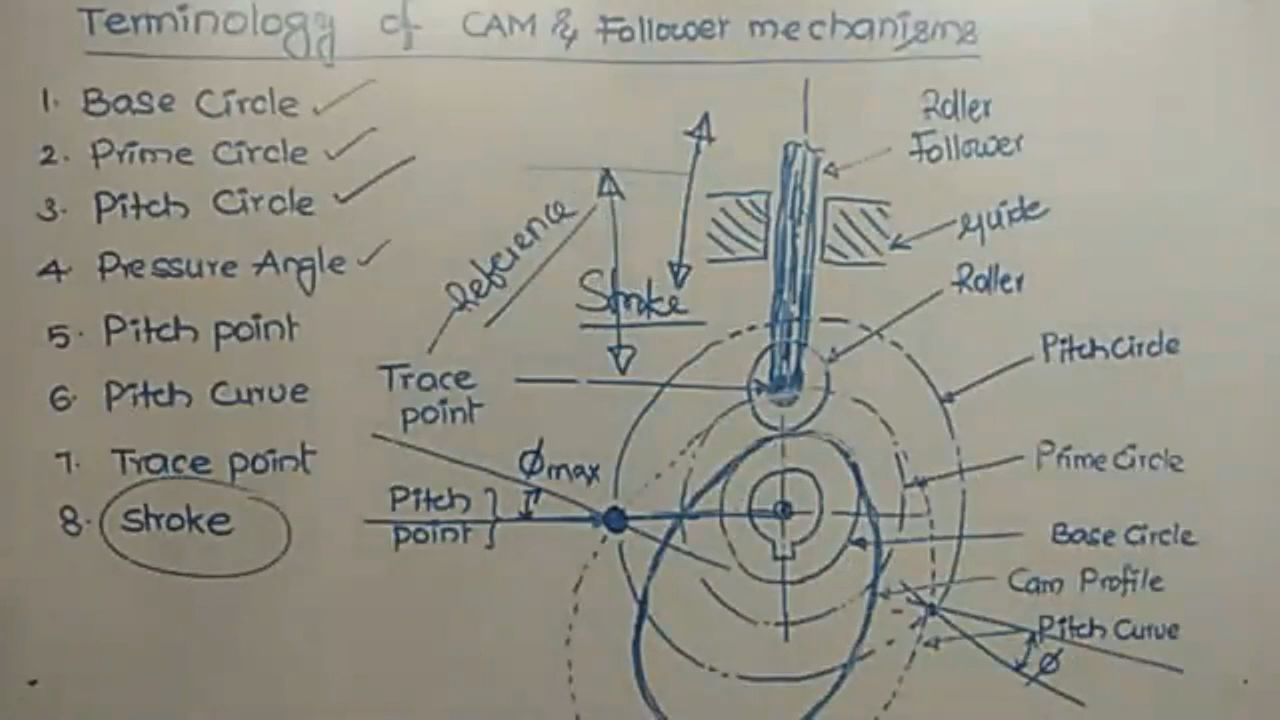 Terminology of CAM & Follower mechanisms
1. Base Circle
2. Prime Circle
3. Pitch Circle
4. Pressure Angle
5. Pitch point
6. Pitch Curve
7. Trace point
8. Stroke
Reference
Stroke
Roller
Follower
guide
Roller
Pitch Circle
Trace
point
Φmax
Pitch
point
Prime Circle
Base Circle
Cam Profile
Pitch Curve
Φ